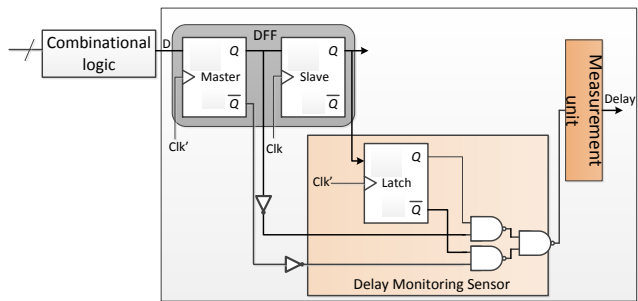 Combinational
logic
D
DFF
Q
Master
Q
Clk'
Q
Slave
Q
Clk
Measurement
unit
Delay
Q
Clk'
Latch
Q
Delay Monitoring Sensor